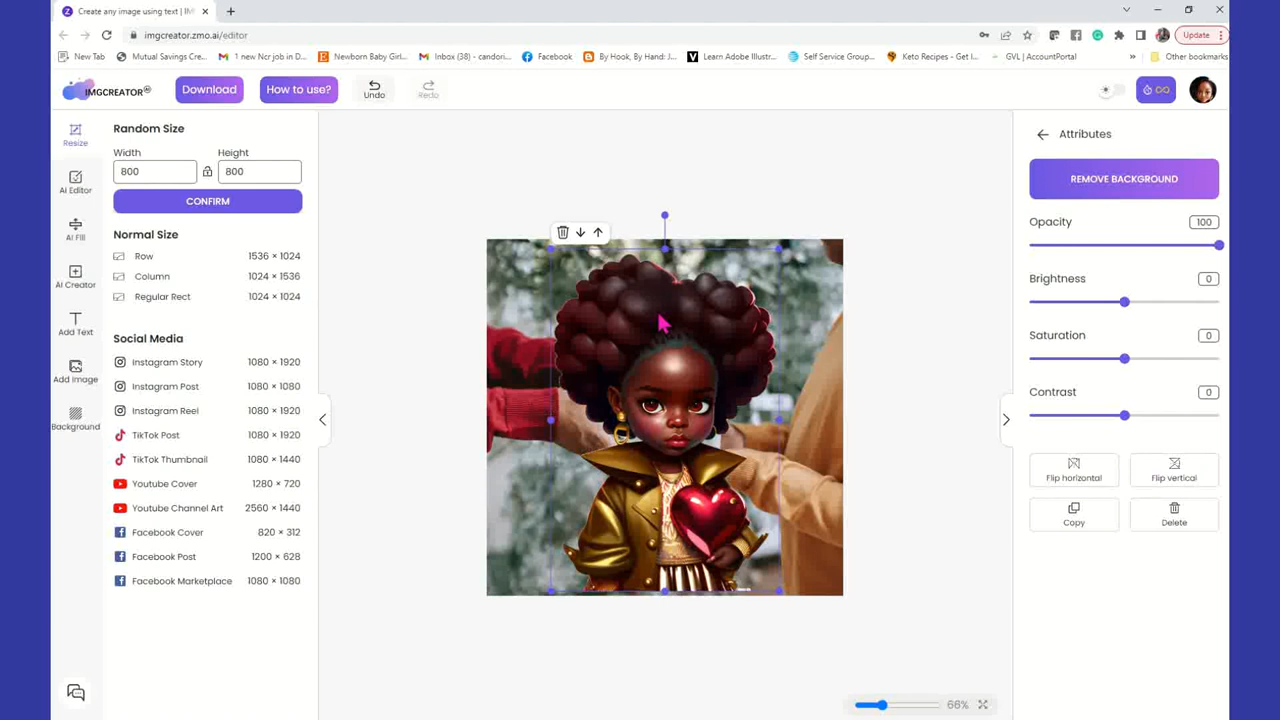 Create any image using text | IM
imgcreator.zmo.ai/editor
Update
New Tab
Mutual Savings Cre...
1 new Ncr job in D...
Newborn Baby Girl...
Inbox (38) - candori...
Facebook
By Hook, By Hand: J...
Learn Adobe Illustr...
Self Service Group...
Keto Recipes - Get I...
GVL | AccountPortal
»
Other bookmarks
IMGCREATOR AI
Download
How to use?
Undo
Redo
Resize
AI Editor
AI Fill
AI Creator
Add Text
Add Image
Background
Random Size
Width
Height
800
800
CONFIRM
Normal Size
Row 1536 × 1024
Column 1024 × 1536
Regular Rect 1024 × 1024
Social Media
Instagram Story 1080 × 1920
Instagram Post 1080 × 1080
Instagram Reel 1080 × 1920
TikTok Post 1080 × 1920
TikTok Thumbnail 1080 × 1440
Youtube Cover 1280 × 720
Youtube Channel Art 2560 × 1440
Facebook Cover 820 × 312
Facebook Post 1200 × 628
Facebook Marketplace 1080 × 1080
Attributes
REMOVE BACKGROUND
Opacity 100
Brightness 0
Saturation 0
Contrast 0
Flip horizontal
Flip vertical
Copy
Delete
66%